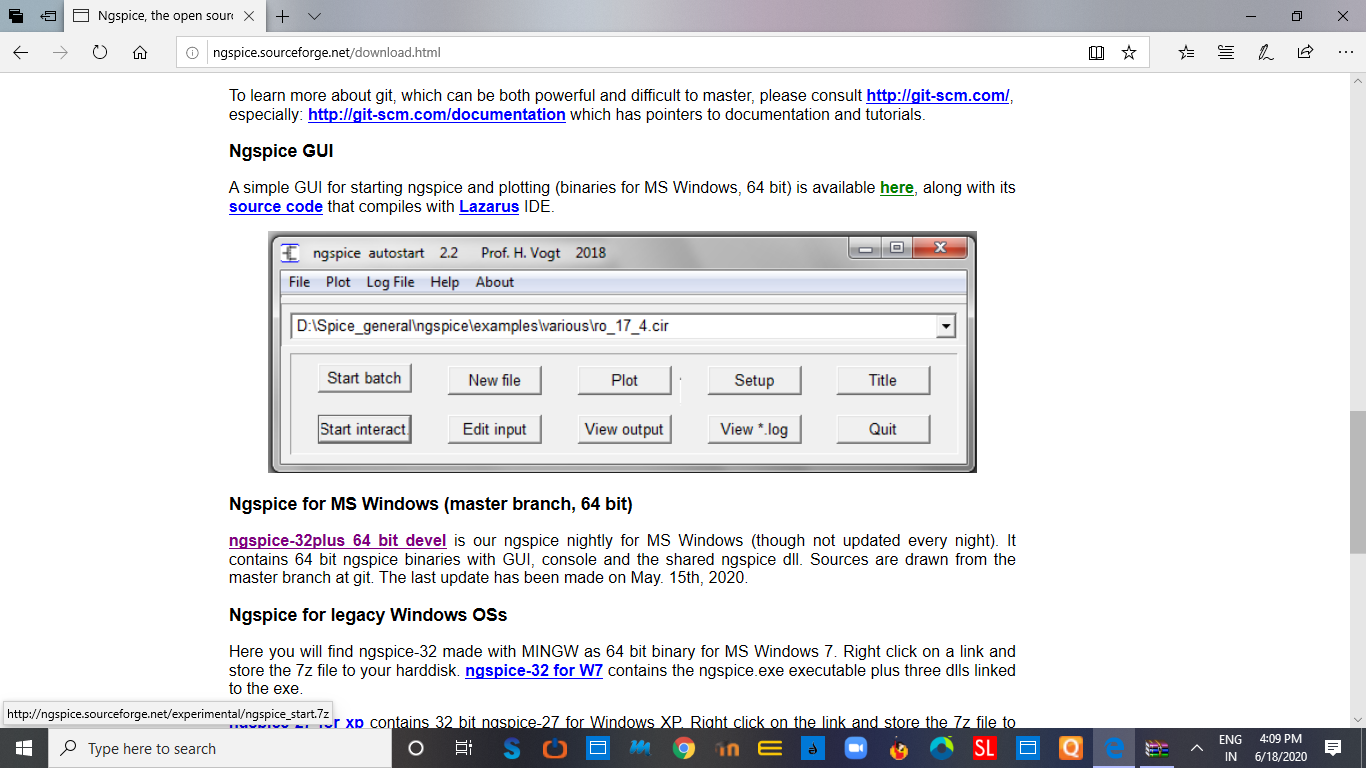 Ngspice, the open sourc
ngspice.sourceforge.net/download.html
To learn more about git, which can be both powerful and difficult to master, please consult http://git-scm.com/,
especially: http://git-scm.com/documentation which has pointers to documentation and tutorials.
Ngspice GUI
A simple GUI for starting ngspice and plotting (binaries for MS Windows, 64 bit) is available here, along with its
source code that compiles with Lazarus IDE.
ngspice autostart 2.2 Prof. H. Vogt 2018
File Plot Log File Help About
D:\Spice_general\ngspice\examples\various\ro_17_4.cir
Start batch New file Plot Setup Title
Start interact. Edit input View output View *.log Quit
Ngspice for MS Windows (master branch, 64 bit)
ngspice-32plus 64 bit devel is our ngspice nightly for MS Windows (though not updated every night). It
contains 64 bit ngspice binaries with GUI, console and the shared ngspice dll. Sources are drawn from the
master branch at git. The last update has been made on May. 15th, 2020.
Ngspice for legacy Windows OSs
Here you will find ngspice-32 made with MINGW as 64 bit binary for MS Windows 7. Right click on a link and
store the 7z file to your harddisk. ngspice-32 for W7 contains the ngspice.exe executable plus three dlls linked
to the exe.
http://ngspice.sourceforge.net/experimental/ngspice_start.7z
ngspice-27 for xp contains 32 bit ngspice-27 for Windows XP. Right click on the link and store the 7z file to
Type here to search
SL
ENG
IN
4:09 PM
6/18/2020